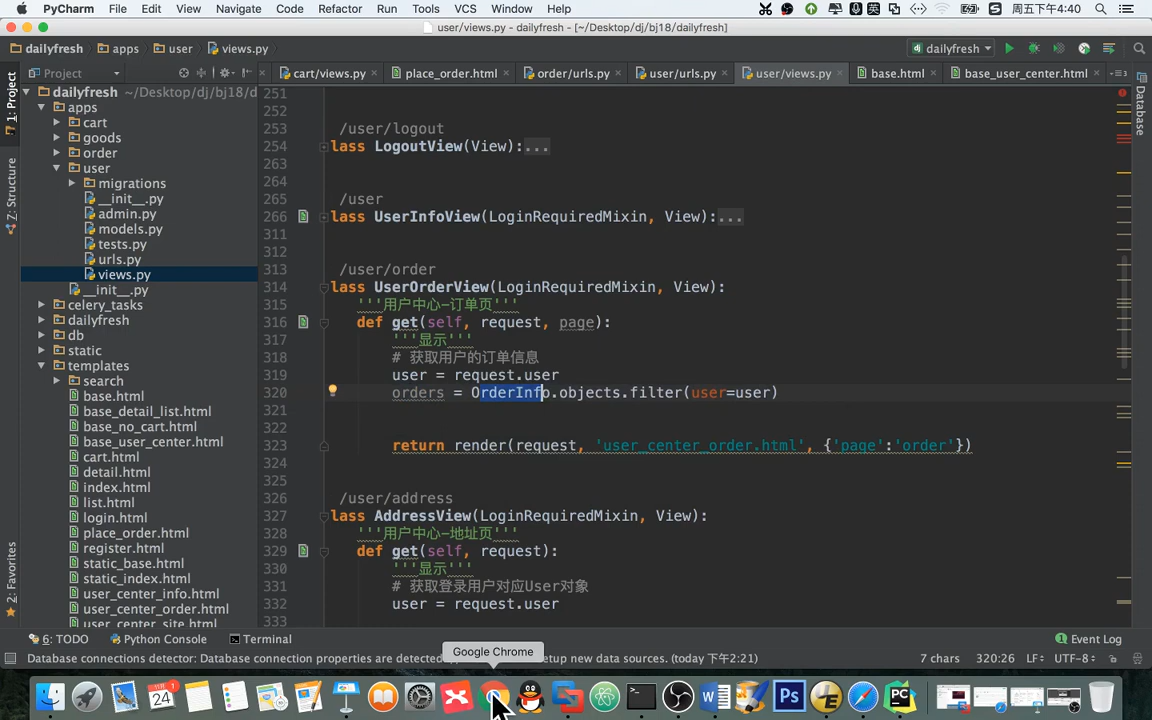 PyCharm File Edit View Navigate Code Refactor Run Tools VCS Window Help 英 周五下午4:40
user/views.py - dailyfresh - [~/Desktop/dj/bj18/dailyfresh]
dailyfresh apps user views.py dailyfresh
Project cart/views.py place_order.html order/urls.py user/urls.py user/views.py base.html base_user_center.html
1: Project
Z: Structure
2: Favorites
Database
dailyfresh ~/Desktop/dj/bj18/d
apps
cart
goods
order
user
migrations
__init__.py
admin.py
models.py
tests.py
urls.py
views.py
__init__.py
celery_tasks
dailyfresh
db
static
templates
search
base.html
base_detail_list.html
base_no_cart.html
base_user_center.html
cart.html
detail.html
index.html
list.html
login.html
place_order.html
register.html
static_base.html
static_index.html
user_center_info.html
user_center_order.html
user_center_site.html
251
252
253 /user/logout
254 lass LogoutView(View):...
263
264
265 /user
266 lass UserInfoView(LoginRequiredMixin, View):...
311
312
313 /user/order
314 lass UserOrderView(LoginRequiredMixin, View):
315 '''用户中心-订单页'''
316 def get(self, request, page):
317 '''显示'''
318 # 获取用户的订单信息
319 user = request.user
320 orders = OrderInfo.objects.filter(user=user)
321
322
323 return render(request, 'user_center_order.html', {'page':'order'})
324
325
326 /user/address
327 lass AddressView(LoginRequiredMixin, View):
328 '''用户中心-地址页'''
329 def get(self, request):
330 '''显示'''
331 # 获取登录用户对应User对象
332 user = request.user
333
6: TODO Python Console Terminal Google Chrome 1 Event Log
Database connections detector: Database connection properties are detected, etup new data sources. (today 下午2:21) 7 chars 320:26 LF÷ UTF-8÷
24 Ps PC